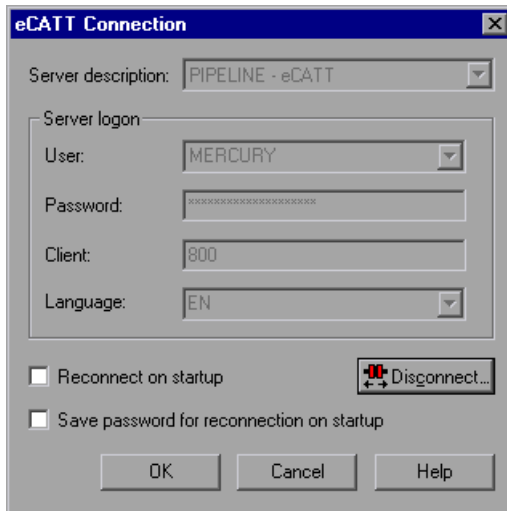 eCATT Connection
Server description: PIPELINE - eCATT
Server logon
User: MERCURY
Password: ********************
Client: 800
Language: EN
Reconnect on startup
Disconnect...
Save password for reconnection on startup
OK Cancel Help